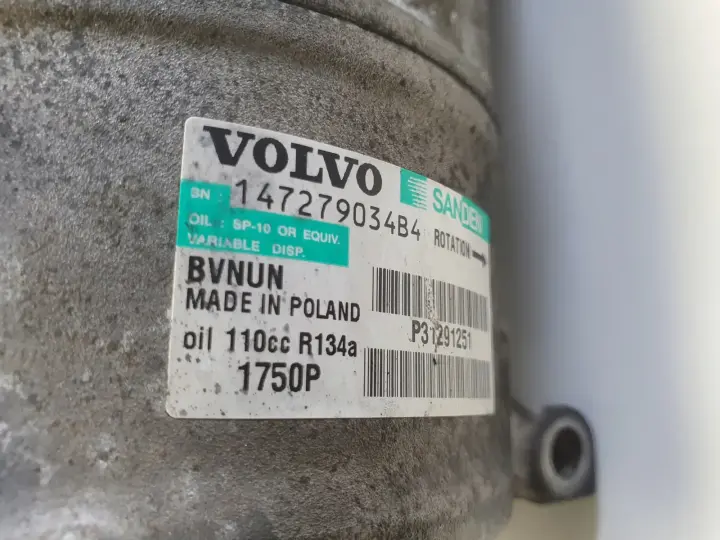 VOLVO SANDEN
SN : 147279034B4
OIL : SP-10 OR EQUIV.
VARIABLE DISP.
ROTATION →
BVNUN
MADE IN POLAND
P31291251
oil 110cc R134a
1750P